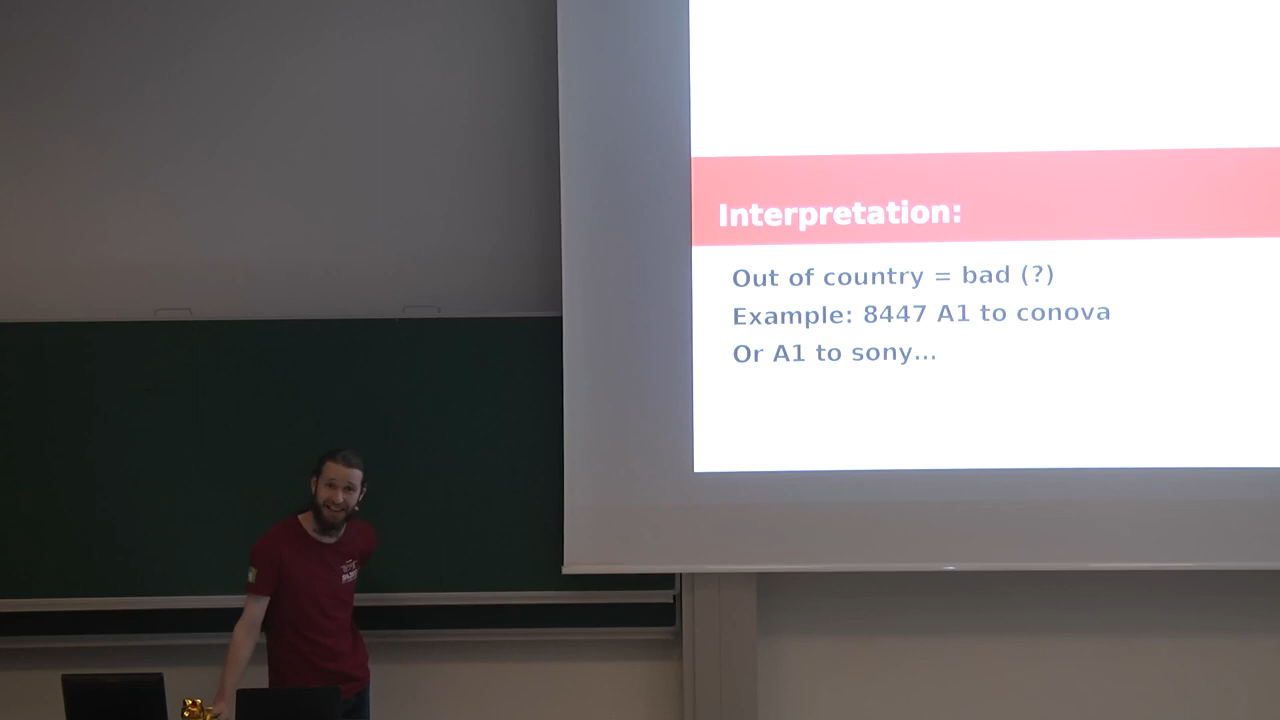 Interpretation:
Out of country = bad (?)
Example: 8447 A1 to conova
Or A1 to sony...